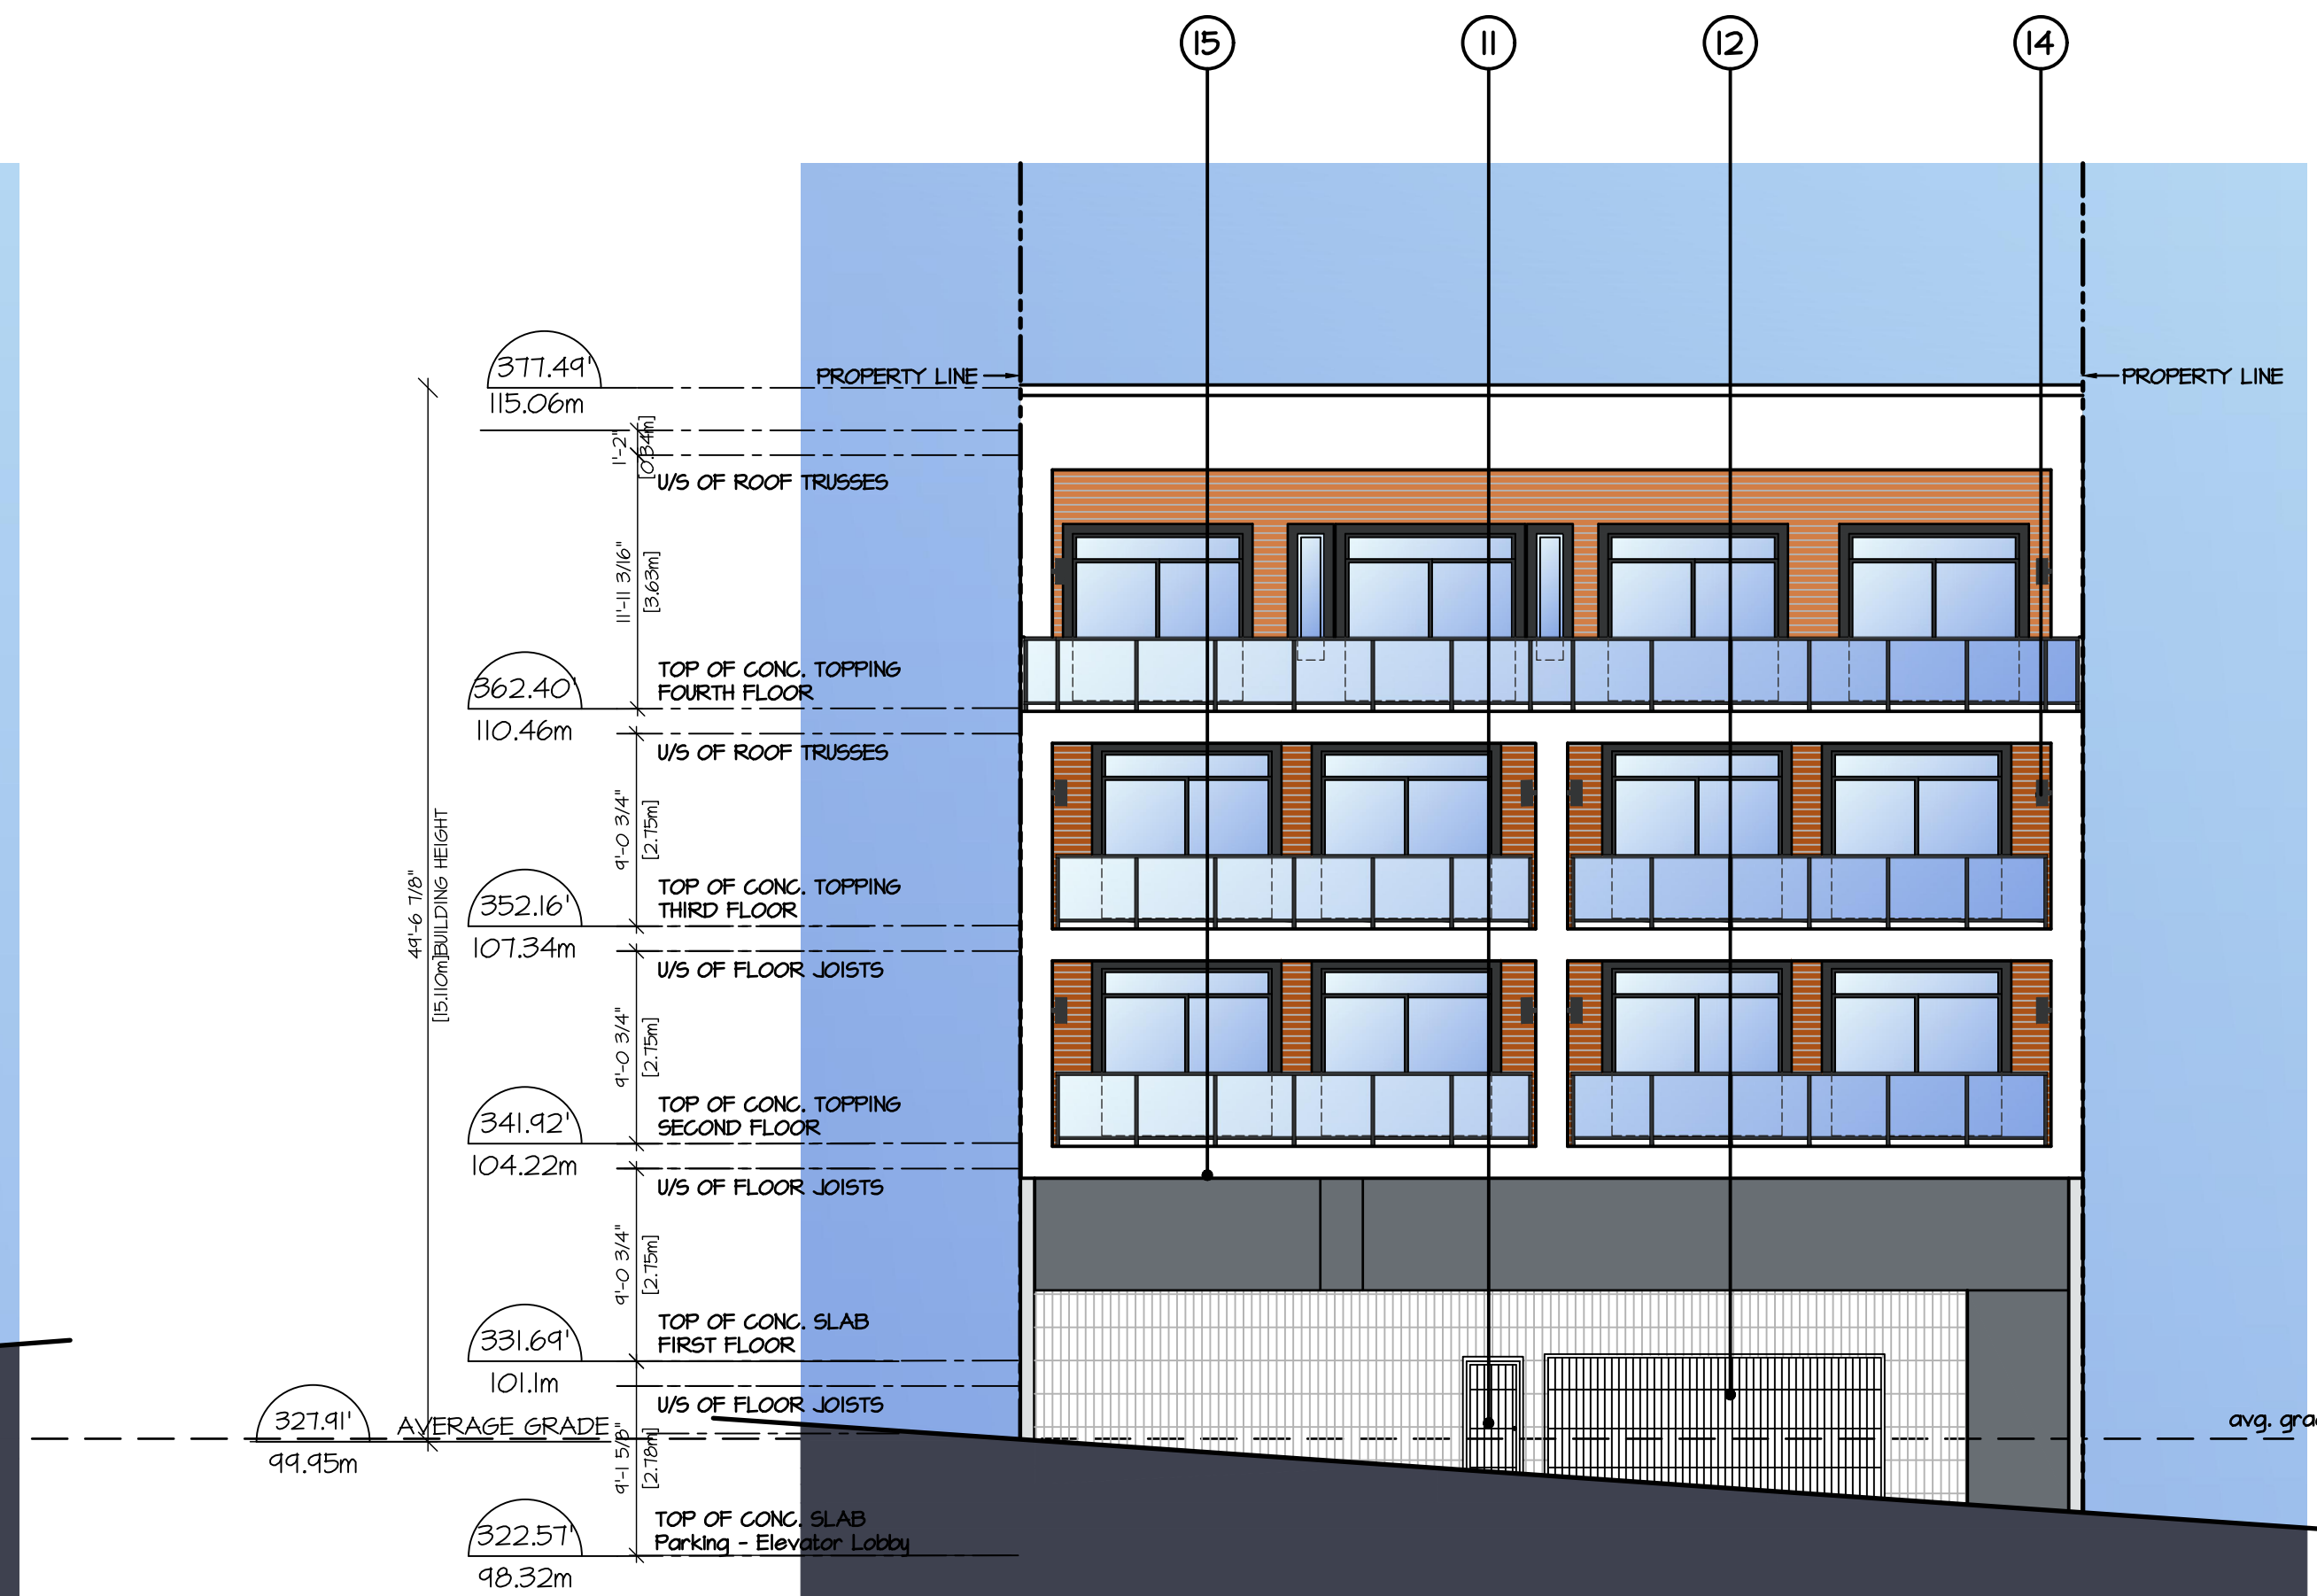 15
11
12
14
377.49'
115.06m
PROPERTY LINE
PROPERTY LINE
1'-2"
[0.34m]
U/S OF ROOF TRUSSES
11'-11 3/16"
[3.63m]
TOP OF CONC. TOPPING
FOURTH FLOOR
362.40'
110.46m
U/S OF ROOF TRUSSES
9'-0 3/4"
[2.75m]
49'-6 7/8"
[15.110m]BUILDING HEIGHT
TOP OF CONC. TOPPING
THIRD FLOOR
352.16'
107.34m
U/S OF FLOOR JOISTS
9'-0 3/4"
[2.75m]
TOP OF CONC. TOPPING
SECOND FLOOR
341.92'
104.22m
U/S OF FLOOR JOISTS
9'-0 3/4"
[2.75m]
TOP OF CONC. SLAB
FIRST FLOOR
331.69'
101.1m
U/S OF FLOOR JOISTS
327.91'
AVERAGE GRADE
99.95m
avg. gra
9'-1 5/8"
[2.78m]
TOP OF CONC. SLAB
Parking - Elevator Lobby
322.57'
98.32m